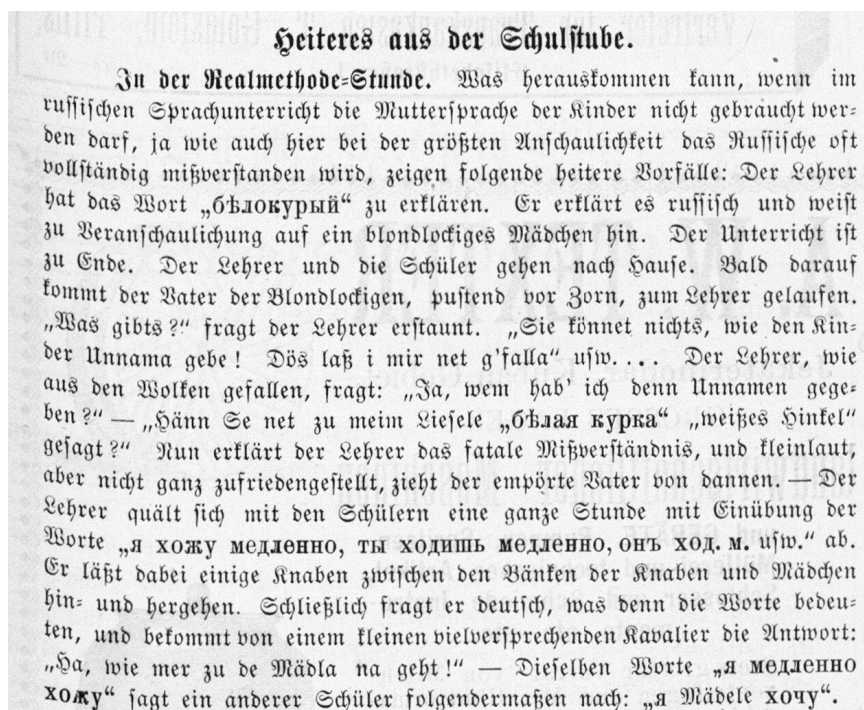 Heiteres aus der Schulstube.
In der Realmethode-Stunde. Was herauskommen kann, wenn im
russischen Sprachunterricht die Muttersprache der Kinder nicht gebraucht wer-
den darf, ja wie auch hier bei der größten Anschaulichkeit das Russische oft
vollständig mißverstanden wird, zeigen folgende heitere Vorfälle: Der Lehrer
hat das Wort „бѣлокурый“ zu erklären. Er erklärt es russisch und weist
zu Veranschaulichung auf ein blondlockiges Mädchen hin. Der Unterricht ist
zu Ende. Der Lehrer und die Schüler gehen nach Hause. Bald darauf
kommt der Vater der Blondlockigen, pustend vor Zorn, zum Lehrer gelaufen.
„Was gibts?“ fragt der Lehrer erstaunt. „Sie könnet nichts, wie den Kin-
der Unnama gebe! Dös laß i mir net g’falla“ usw.... Der Lehrer, wie
aus den Wolken gefallen, fragt: „Ja, wem hab’ ich denn Unnamen gege-
ben?“ — „Hänn Se net zu meim Liesele „бѣлая курка“ „weißes Hinkel“
gesagt?“ Nun erklärt der Lehrer das fatale Mißverständnis, und kleinlaut,
aber nicht ganz zufriedengestellt, zieht der empörte Vater von dannen. — Der
Lehrer quält sich mit den Schülern eine ganze Stunde mit Einübung der
Worte „я хожу медленно, ты ходишь медленно, онъ ход. м. usw.“ ab.
Er läßt dabei einige Knaben zwischen den Bänken der Knaben und Mädchen
hin- und hergehen. Schließlich fragt er deutsch, was denn die Worte bedeu-
ten, und bekommt von einem kleinen vielversprechenden Kavalier die Antwort:
„Ha, wie mer zu de Mädla na geht!“ — Dieselben Worte „я медленно
хожу“ sagt ein anderer Schüler folgendermaßen nach: „я Mädele хочу“.